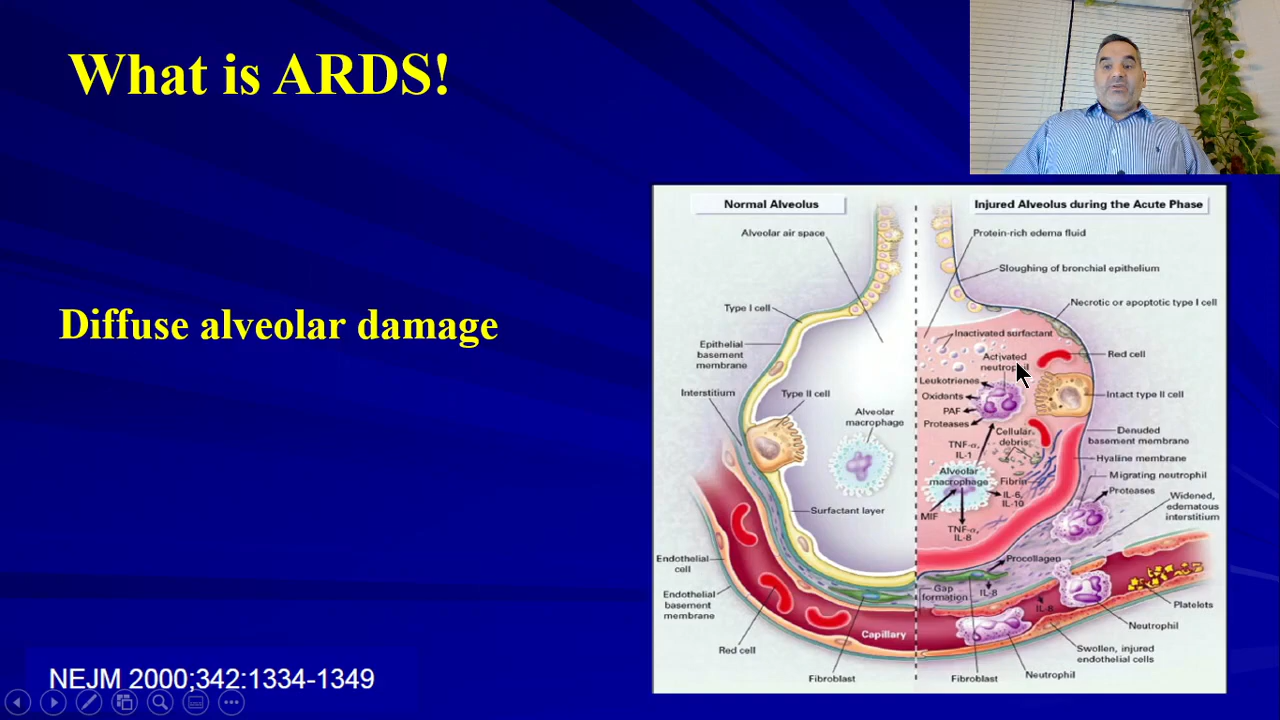 What is ARDS!
Diffuse alveolar damage
NEJM 2000;342:1334-1349
Normal Alveolus
Alveolar air space
Type I cell
Epithelial
basement
membrane
Interstitium
Type II cell
Alveolar
macrophage
Surfactant layer
Endothelial
cell
Endothelial
basement
membrane
Red cell
Capillary
Fibroblast
Injured Alveolus during the Acute Phase
Protein-rich edema fluid
Sloughing of bronchial epithelium
Necrotic or apoptotic type I cell
Inactivated surfactant
Red cell
Activated
Leukotrienes
Oxidants
PAF
Proteases
Intact type II cell
Cellular
debris
TNF-α,
IL-1
Denuded
basement membrane
Hyaline membrane
Alveolar
macrophage
Fibrin
Migrating neutrophil
Proteases
IL-6,
IL-10
Widened,
edematous
interstitium
MIF
TNF-α,
IL-8
Procollagen
Gap
formation
IL-8
IL-8
Platelets
Neutrophil
Swollen, injured
endothelial cells
Fibroblast
Neutrophil